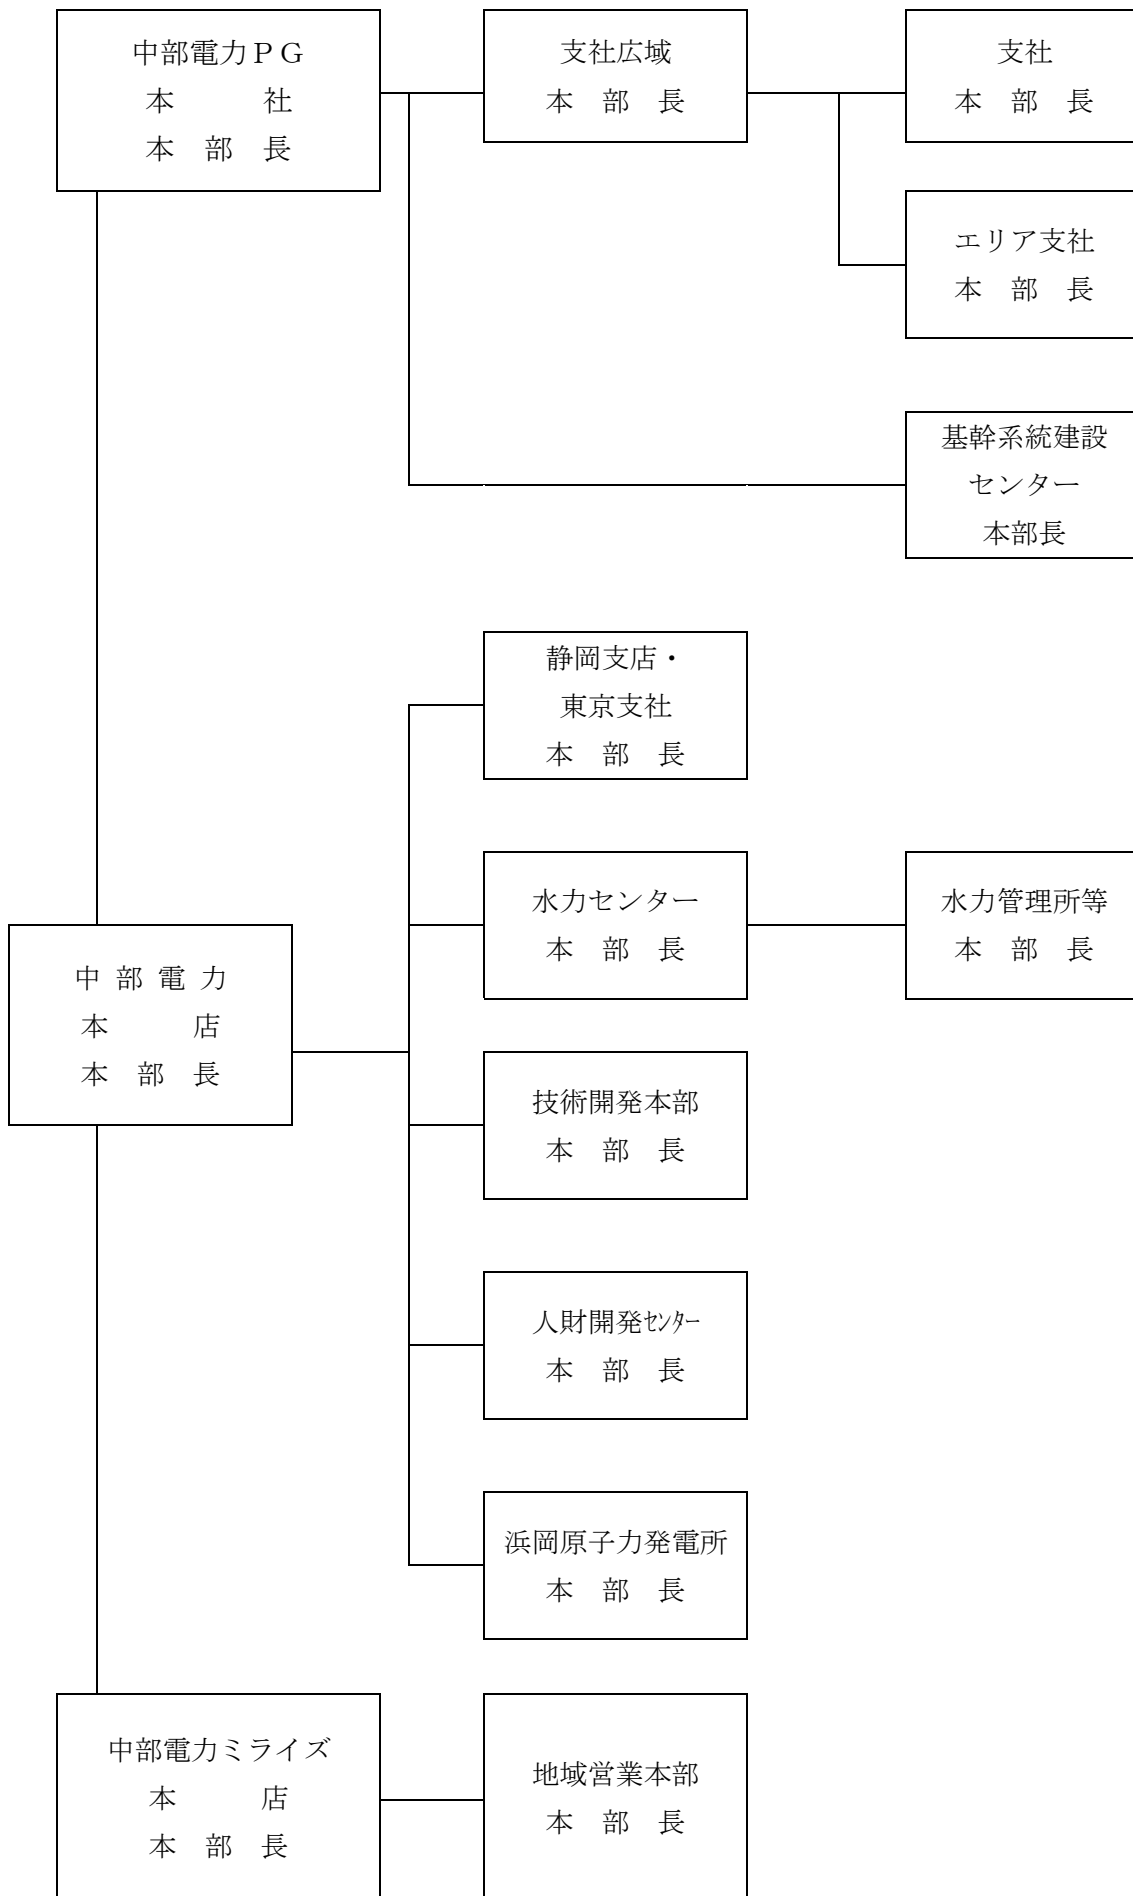 中部電力PG
本　　　社
本　部　長
支社広域
本　部　長
支社
本　部　長
エリア支社
本　部　長
基幹系統建設
センター
本部長
静岡支店・
東京支社
本　部　長
水力センター
本　部　長
水力管理所等
本　部　長
中 部 電 力
本　　　店
本　部　長
技術開発本部
本　部　長
人財開発ｾﾝﾀｰ
本　部　長
浜岡原子力発電所
本　部　長
中部電力ミライズ
本　　　店
本　部　長
地域営業本部
本　部　長